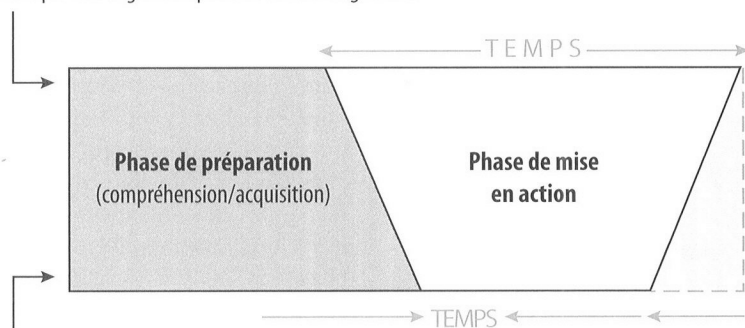 TEMPS
Phase de préparation
(compréhension/acquisition)
Phase de mise
en action
TEMPS